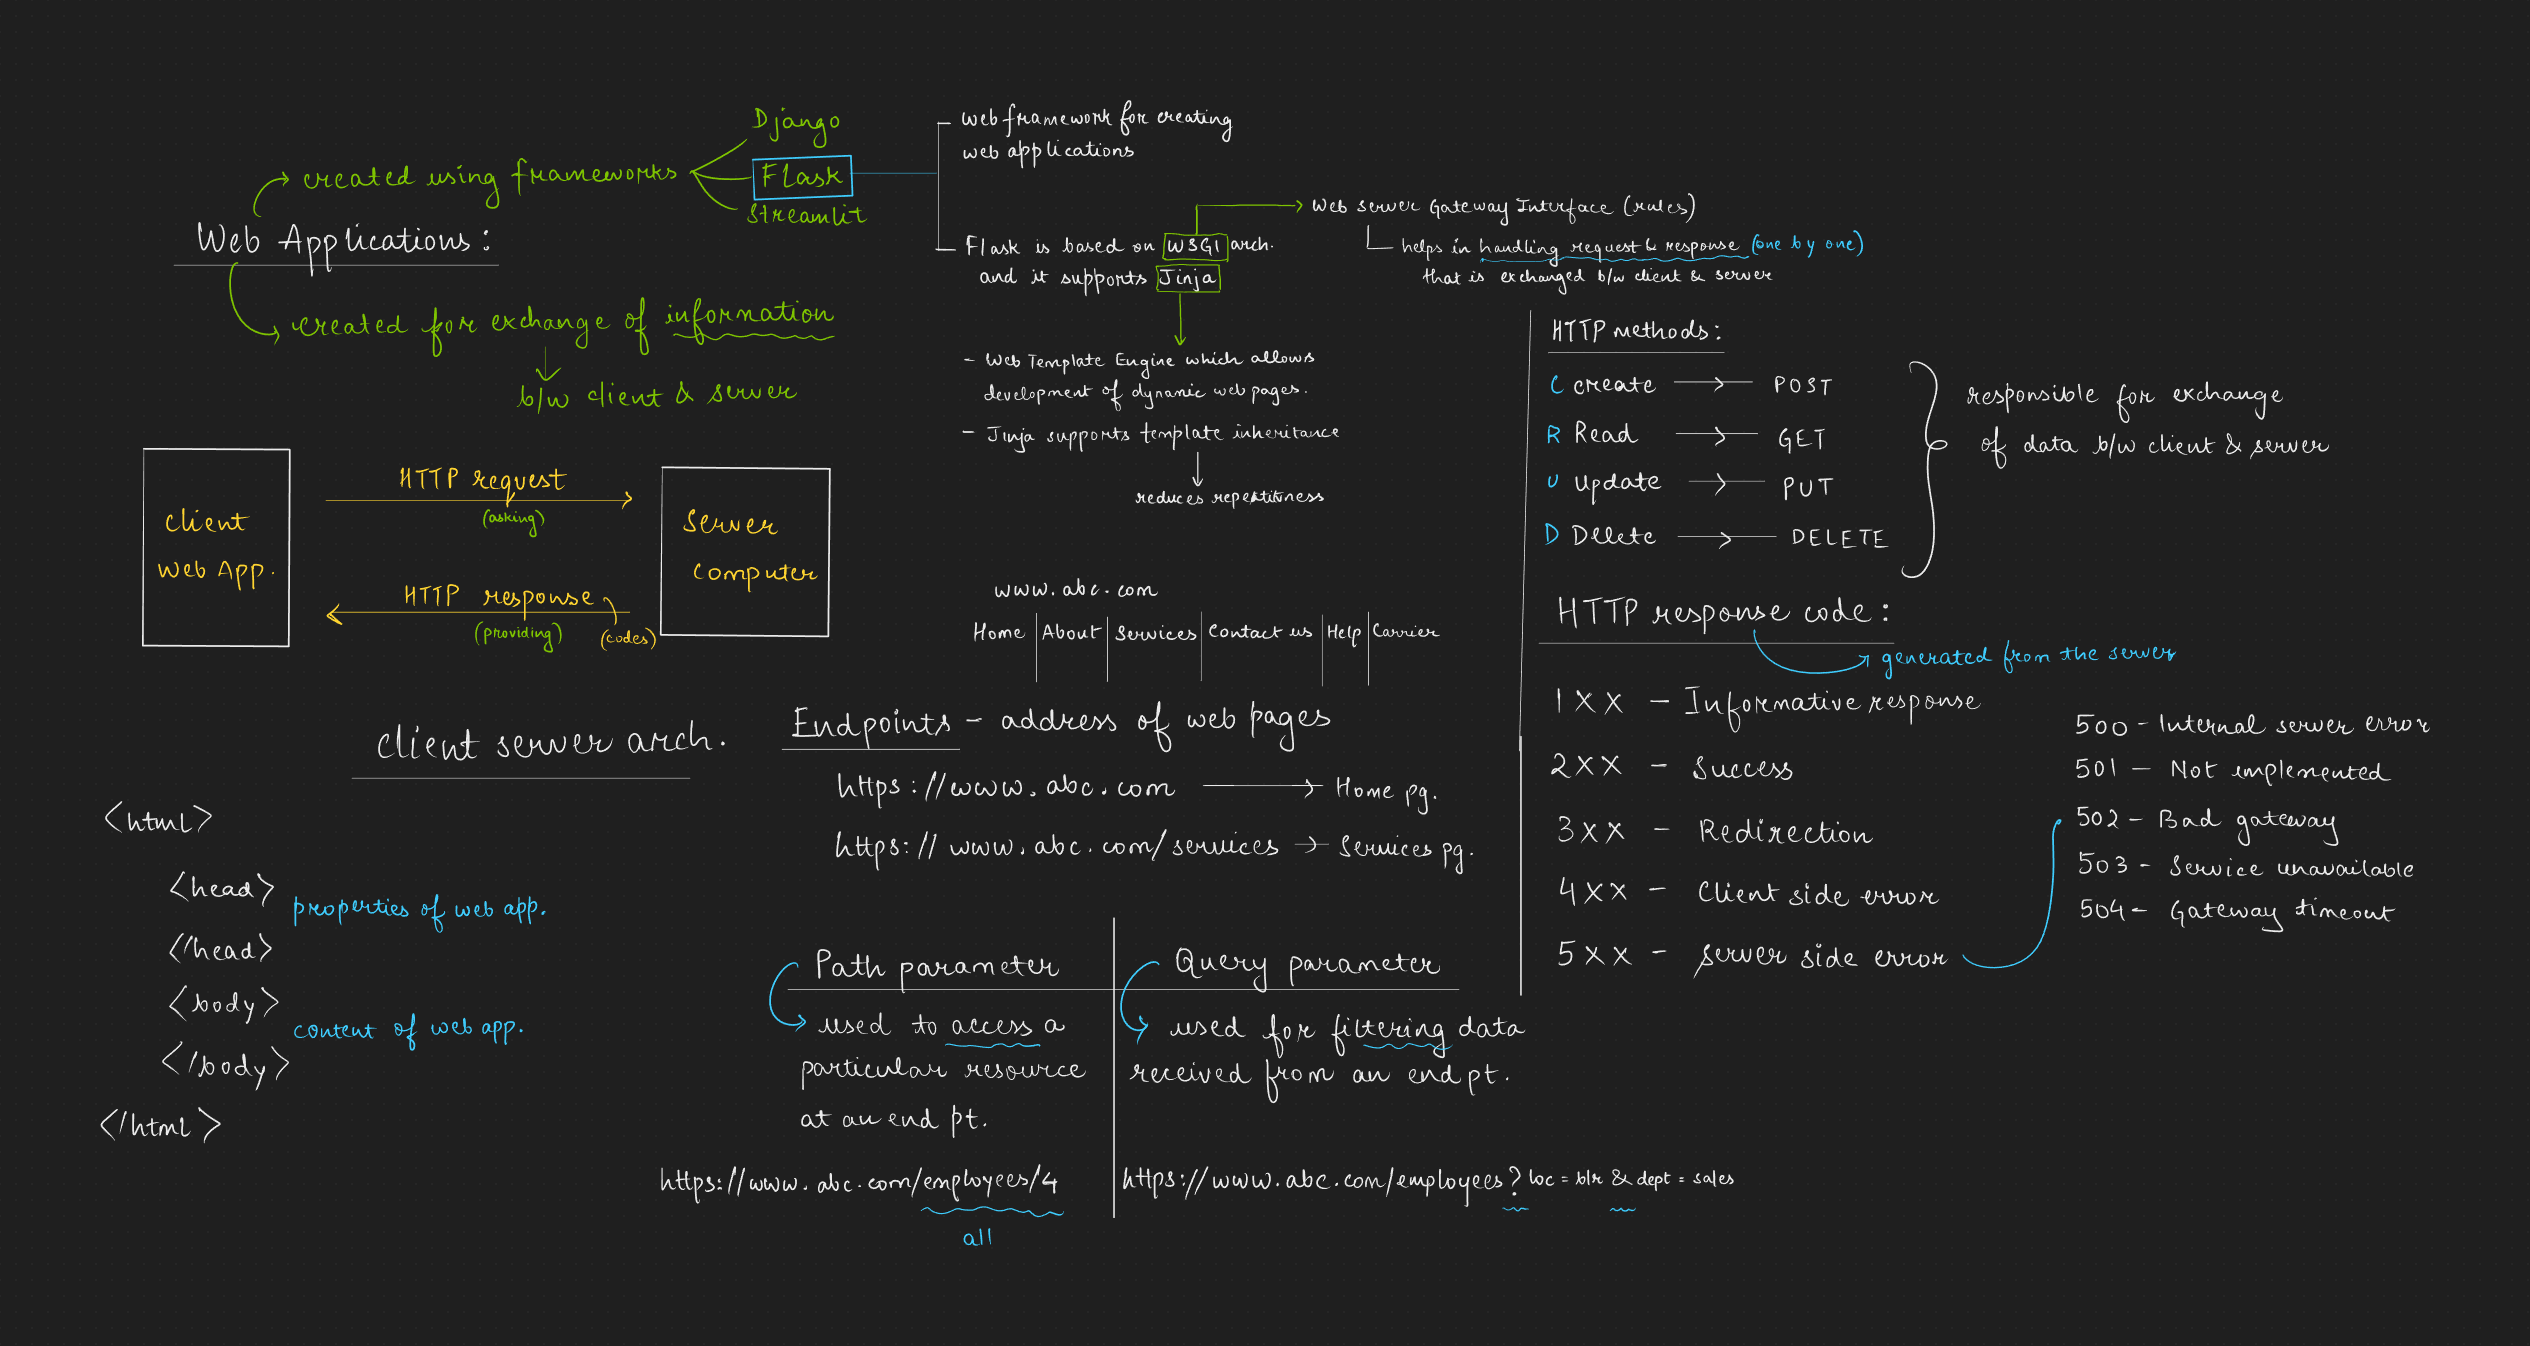 Web Applications :
created using frameworks
Django
Flask
Streamlit
created for exchange of information
b/w client & server
web framework for creating
web applications
Flask is based on WSGI arch.
and it supports Jinja
Web Server Gateway Interface (rules)
helps in handling request & response (one by one)
that is exchanged b/w client & server
- Web Template Engine which allows
development of dynamic web pages.
- Jinja supports template inheritance
reduces repetitivness
client
web App.
HTTP request
(asking)
HTTP response
(providing)
(codes)
Server
computer
client server arch.
<html>
<head>
properties of web app.
</head>
<body>
content of web app.
</body>
</html>
www.abc.com
Home | About | Services | Contact us | Help | Carrier
Endpoints - address of web pages
https://www.abc.com → Home pg.
https://www.abc.com/services → Services pg.
Path parameter
used to access a
particular resource
at an end pt.
https://www.abc.com/employees/4
all
Query parameter
used for filtering data
received from an end pt.
https://www.abc.com/employees?loc=blr & dept=sales
HTTP methods:
C create → POST
R Read → GET
U update → PUT
D Delete → DELETE
responsible for exchange
of data b/w client & server
HTTP response code :
generated from the server
1XX - Informative response
2XX - Success
3XX - Redirection
4XX - Client side error
5XX - Server side error
500 - Internal server error
501 - Not implemented
502 - Bad gateway
503 - Service unavailable
504 - Gateway timeout